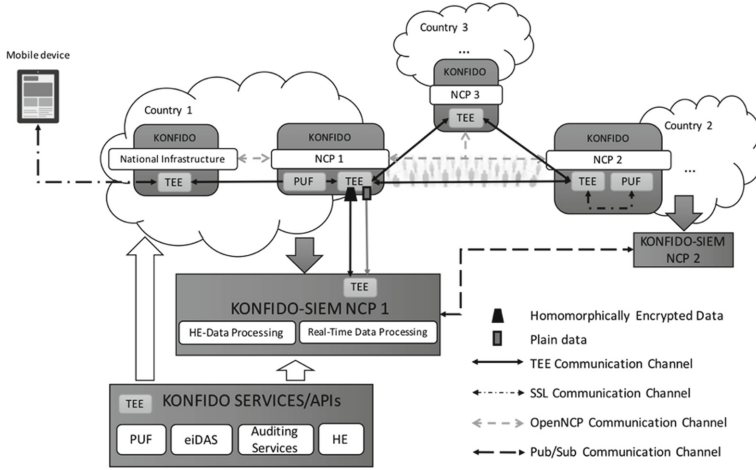 Country 3
...
Mobile device
KONFIDO
NCP 3
TEE
Country 1
KONFIDO
National Infrastructure
TEE
KONFIDO
NCP 1
PUF
TEE
KONFIDO
NCP 2
TEE
PUF
Country 2
...
KONFIDO-SIEM
NCP 2
TEE
KONFIDO-SIEM NCP 1
HE-Data Processing
Real-Time Data Processing
TEE
KONFIDO SERVICES/APIs
PUF
eiDAS
Auditing
Services
HE
Homomorphically Encrypted Data
Plain data
TEE Communication Channel
SSL Communication Channel
OpenNCP Communication Channel
Pub/Sub Communication Channel